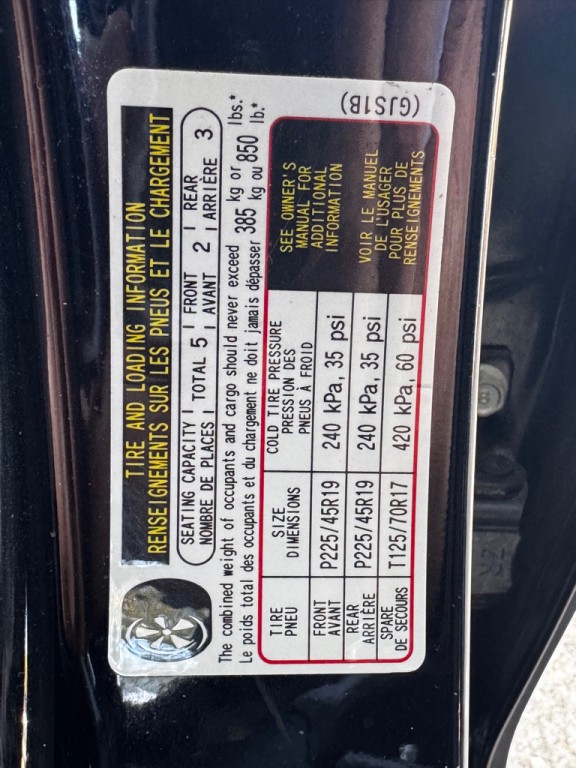 TIRE AND LOADING INFORMATION
RENSEIGNEMENTS SUR LES PNEUS ET LE CHARGEMENT
SEATING CAPACITY TOTAL 5 FRONT 2 REAR 3
NOMBRE DE PLACES AVANT ARRIÈRE
The combined weight of occupants and cargo should never exceed 385 kg or 850 lbs.*
Le poids total des occupants et du chargement ne doit jamais dépasser 385 kg ou 850 lb.*
TIRE SIZE COLD TIRE PRESSURE
PNEU DIMENSIONS PRESSION DES
PNEUS À FROID
FRONT
AVANT P225/45R19 240 kPa, 35 psi
REAR
ARRIÈRE P225/45R19 240 kPa, 35 psi
SPARE
DE SECOURS T125/70R17 420 kPa, 60 psi
SEE OWNER'S
MANUAL FOR
ADDITIONAL
INFORMATION
VOIR LE MANUEL
DE L'USAGER
POUR PLUS DE
RENSEIGNEMENTS
(GJS1B)